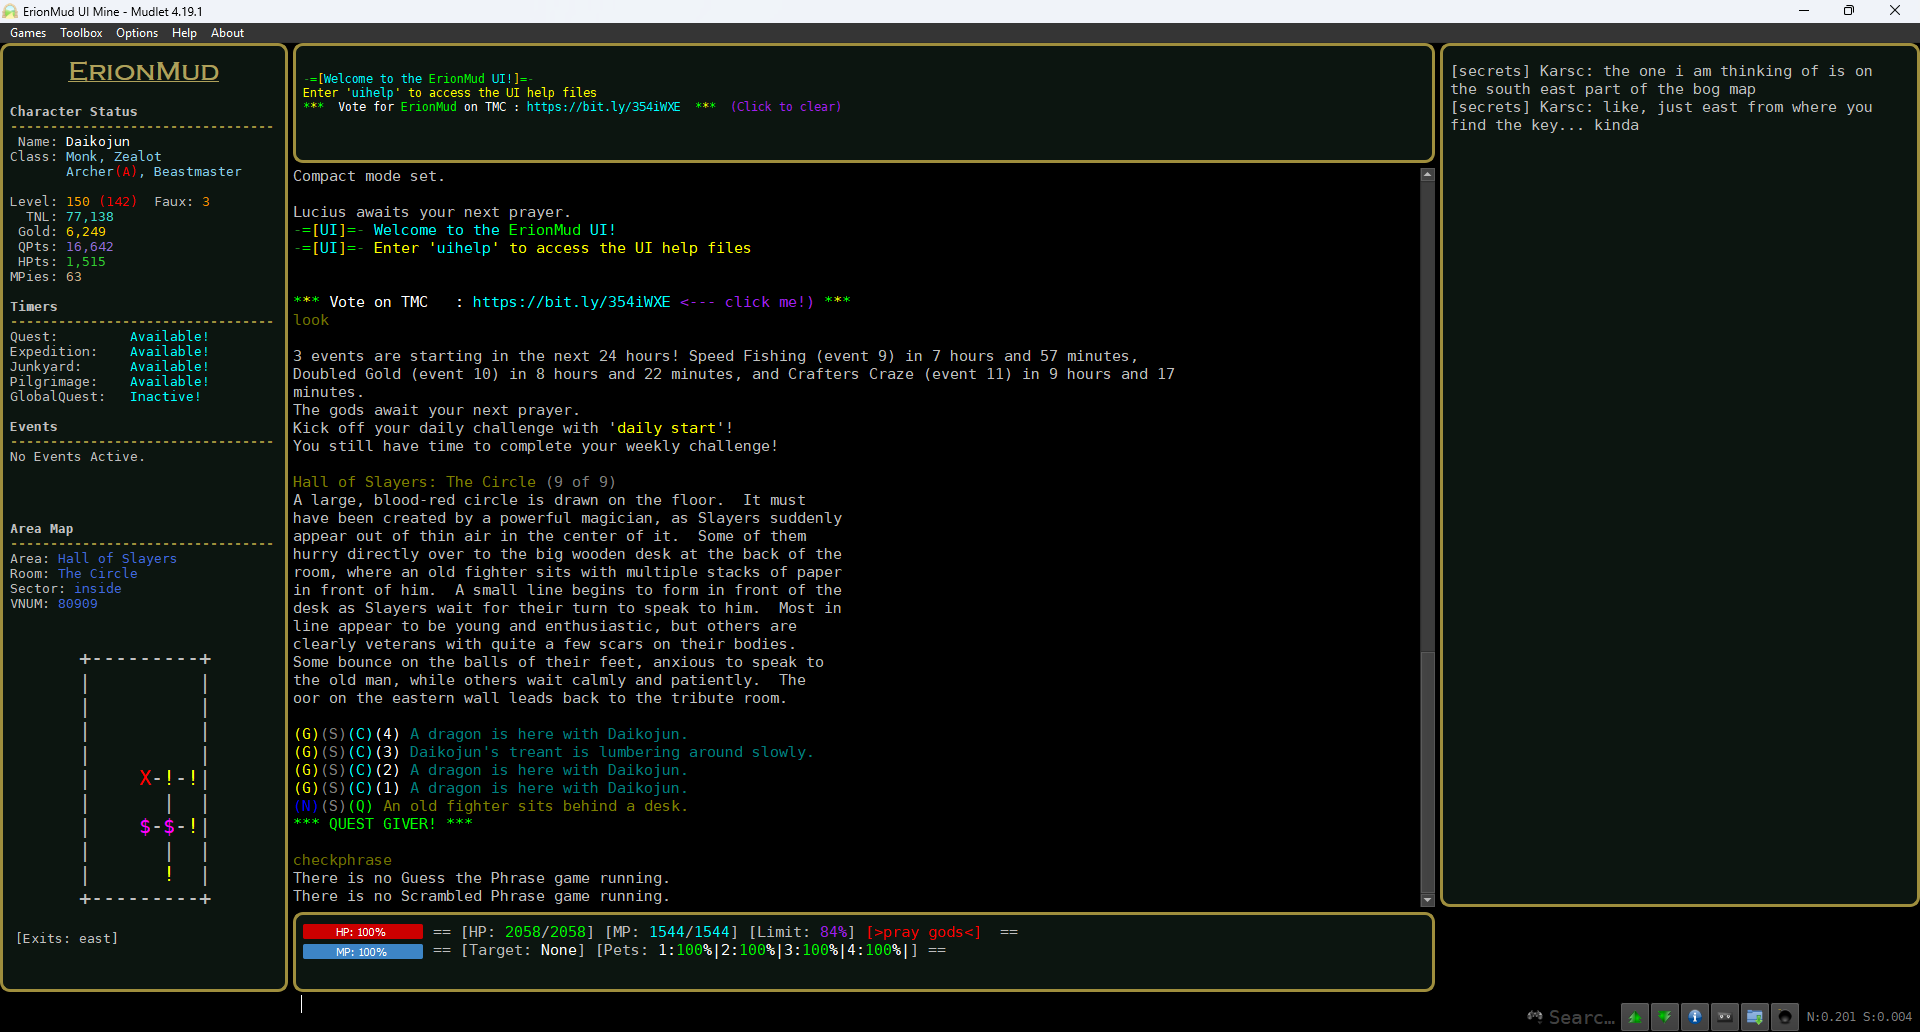 ErionMud UI Mine - Mudlet 4.19.1
Games Toolbox Options Help About
ErionMud
Character Status
---------------------------------
Name: Daikojun
Class: Monk, Zealot
Archer(A), Beastmaster
Level: 150 (142) Faux: 3
TNL: 77,138
Gold: 6,249
QPts: 16,642
HPts: 1,515
MPies: 63
Timers
---------------------------------
Quest: Available!
Expedition: Available!
Junkyard: Available!
Pilgrimage: Available!
GlobalQuest: Inactive!
Events
---------------------------------
No Events Active.
Area Map
---------------------------------
Area: Hall of Slayers
Room: The Circle
Sector: inside
VNUM: 80909
+---------+
|         |
|         |
|         |
|         |
|    X-!-!|
|      |  |
|    $-$-!|
|      |  |
|      !  |
+---------+
[Exits: east]
-=[Welcome to the ErionMud UI!]=-
Enter 'uihelp' to access the UI help files
*** Vote for ErionMud on TMC : https://bit.ly/354iWXE *** (Click to clear)
Compact mode set.
Lucius awaits your next prayer.
-=[UI]=- Welcome to the ErionMud UI!
-=[UI]=- Enter 'uihelp' to access the UI help files
*** Vote on TMC : https://bit.ly/354iWXE <--- click me!) ***
look
3 events are starting in the next 24 hours! Speed Fishing (event 9) in 7 hours and 57 minutes,
Doubled Gold (event 10) in 8 hours and 22 minutes, and Crafters Craze (event 11) in 9 hours and 17
minutes.
The gods await your next prayer.
Kick off your daily challenge with 'daily start'!
You still have time to complete your weekly challenge!
Hall of Slayers: The Circle (9 of 9)
A large, blood-red circle is drawn on the floor. It must
have been created by a powerful magician, as Slayers suddenly
appear out of thin air in the center of it. Some of them
hurry directly over to the big wooden desk at the back of the
room, where an old fighter sits with multiple stacks of paper
in front of him. A small line begins to form in front of the
desk as Slayers wait for their turn to speak to him. Most in
line appear to be young and enthusiastic, but others are
clearly veterans with quite a few scars on their bodies.
Some bounce on the balls of their feet, anxious to speak to
the old man, while others wait calmly and patiently. The
oor on the eastern wall leads back to the tribute room.
(G)(S)(C)(4) A dragon is here with Daikojun.
(G)(S)(C)(3) Daikojun's treant is lumbering around slowly.
(G)(S)(C)(2) A dragon is here with Daikojun.
(G)(S)(C)(1) A dragon is here with Daikojun.
(N)(S)(Q) An old fighter sits behind a desk.
*** QUEST GIVER! ***
checkphrase
There is no Guess the Phrase game running.
There is no Scrambled Phrase game running.
HP: 100% == [HP: 2058/2058] [MP: 1544/1544] [Limit: 84%] [>pray gods<] ==
MP: 100% == [Target: None] [Pets: 1:100%|2:100%|3:100%|4:100%|] ==
[secrets] Karsc: the one i am thinking of is on
the south east part of the bog map
[secrets] Karsc: like, just east from where you
find the key... kinda
Searc...
N:0.201 S:0.004